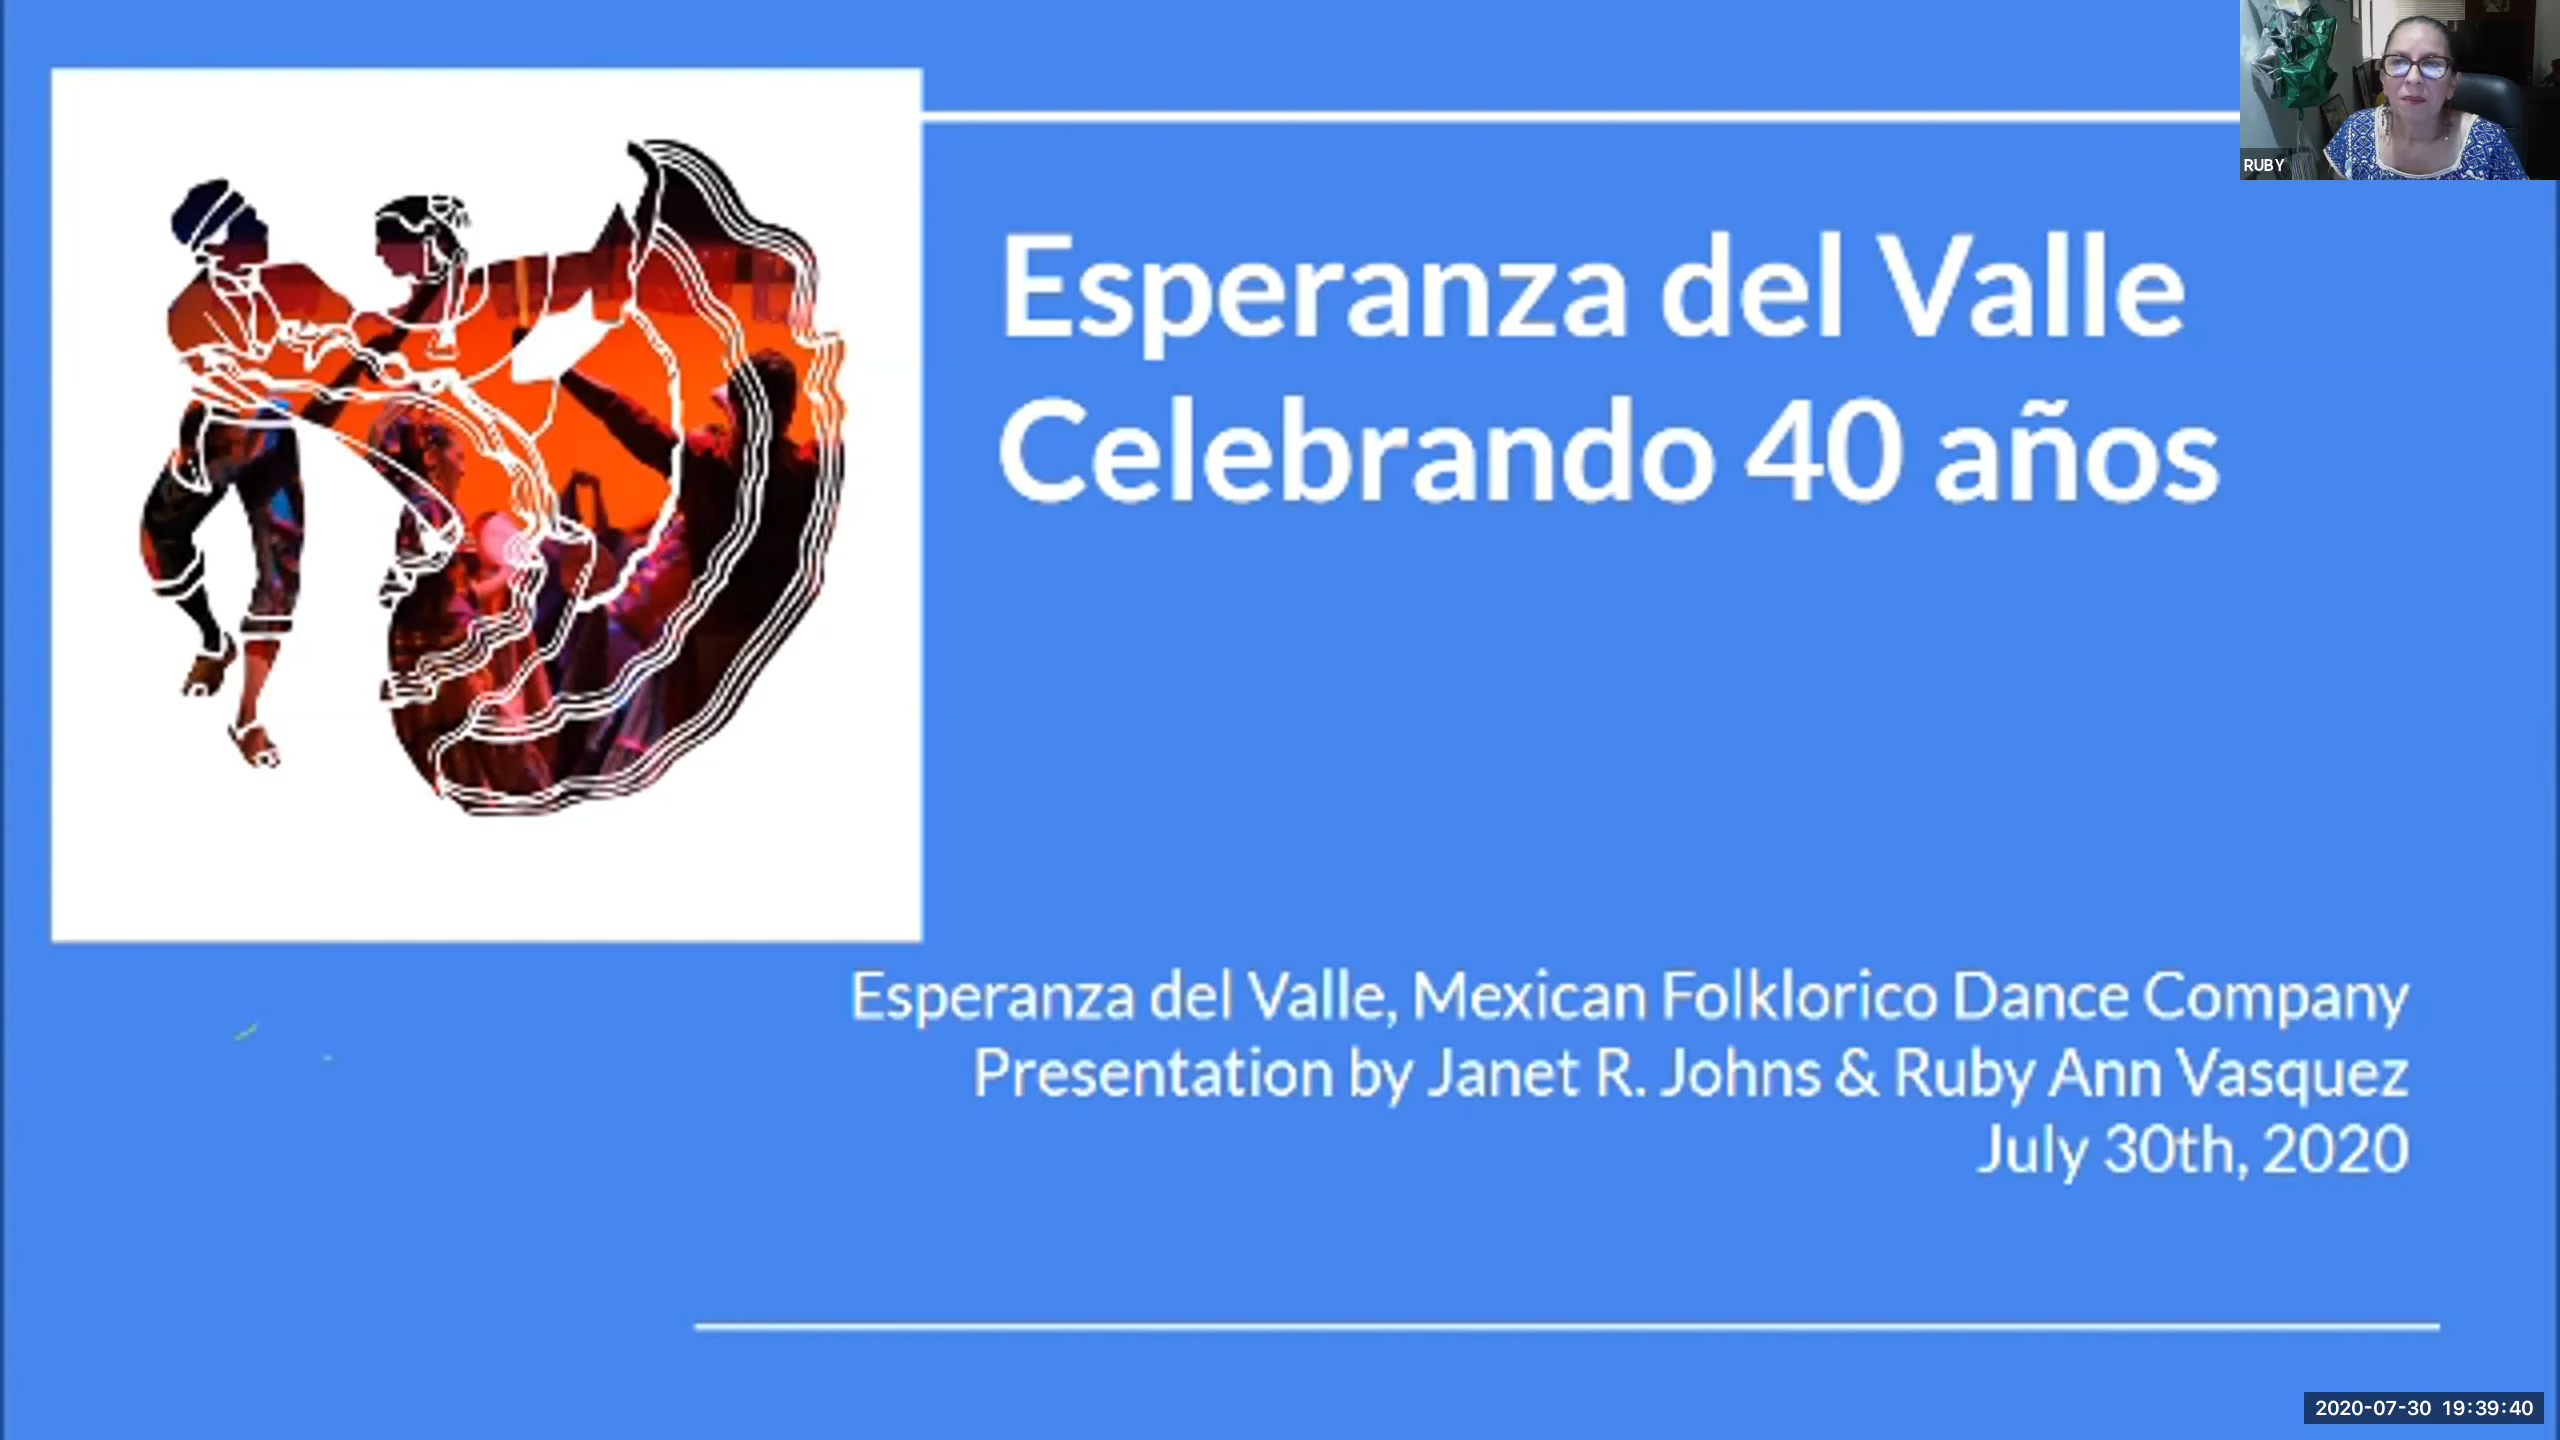 RUBY
Esperanza del Valle
Celebrando 40 años
Esperanza del Valle, Mexican Folklorico Dance Company
Presentation by Janet R. Johns & Ruby Ann Vasquez
July 30th, 2020
2020-07-30 19:39:40